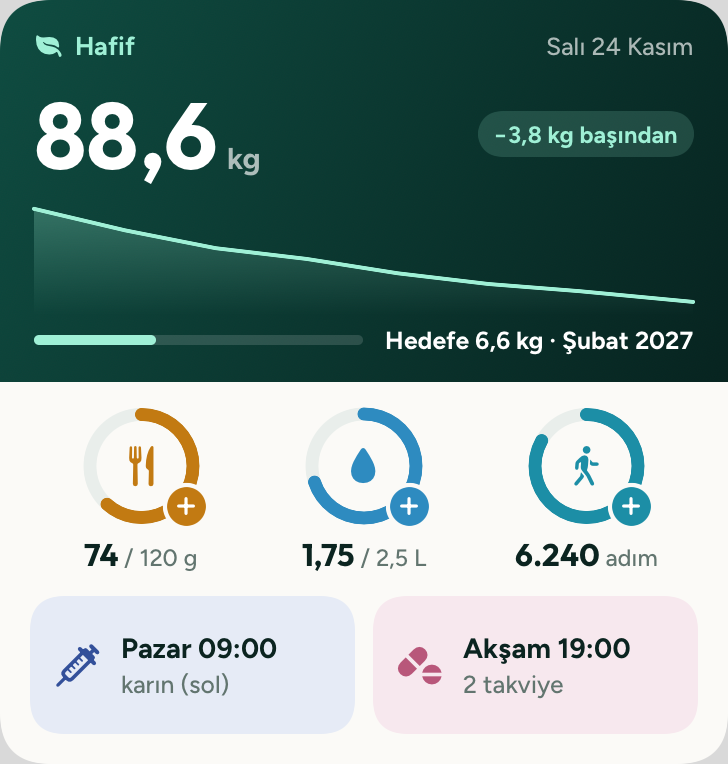 Hafif
Salı 24 Kasım
88,6 kg
−3,8 kg başından
Hedefe 6,6 kg · Şubat 2027
74 / 120 g
1,75 / 2,5 L
6.240 adım
Pazar 09:00
karın (sol)
Akşam 19:00
2 takviye